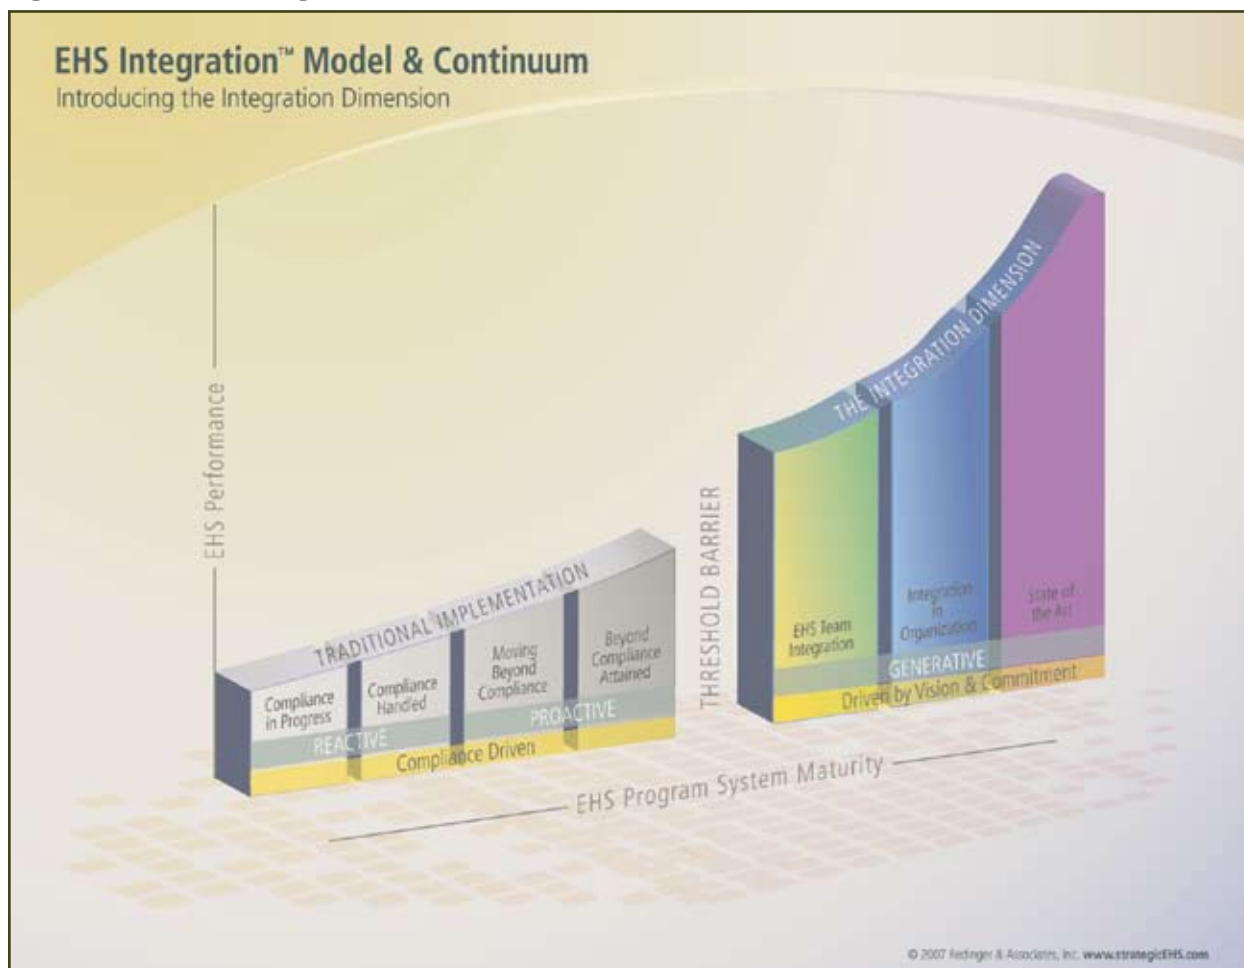 EHS Integration™ Model & Continuum
Introducing the Integration Dimension
EHS Performance
TRADITIONAL IMPLEMENTATION
Compliance
in Progress
Compliance
Handled
Moving
Beyond
Compliance
Beyond
Compliance
Attained
REACTIVE
PROACTIVE
Compliance Driven
THRESHOLD BARRIER
THE INTEGRATION DIMENSION
EHS Team
Integration
Integration
in
Organization
State of
the Art
GENERATIVE
Driven by Vision & Commitment
EHS Program System Maturity
© 2007 Redinger & Associates, Inc. www.strategicEHS.com